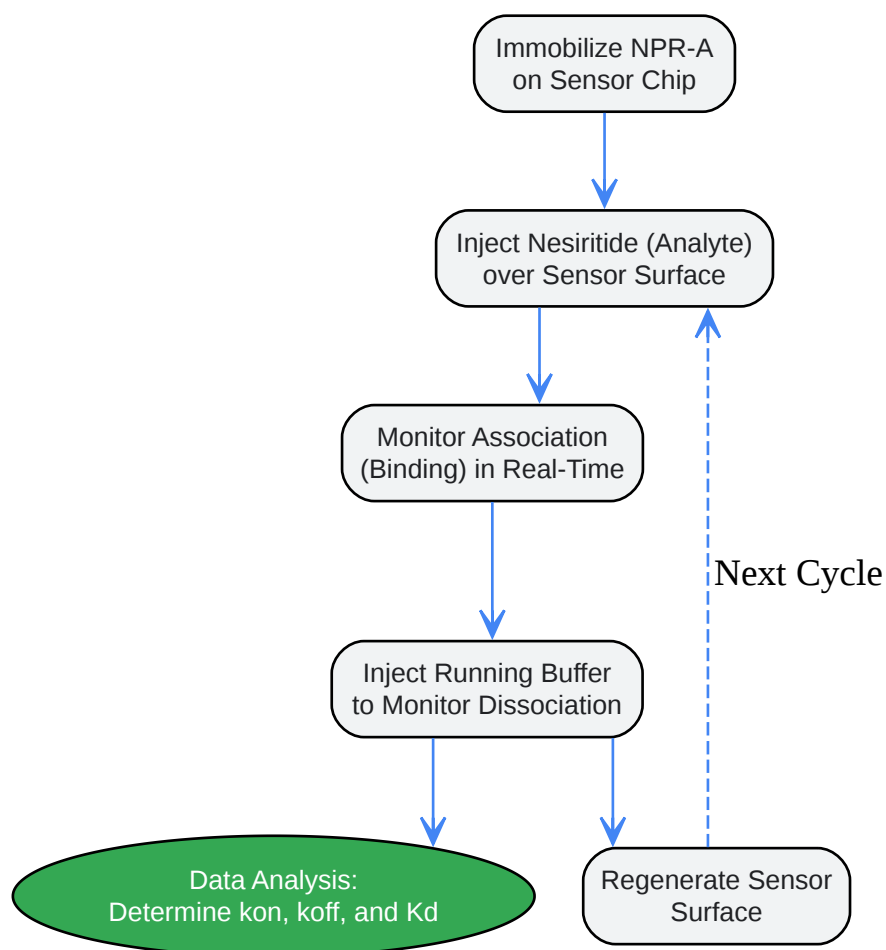 Immobilize NPR-A
on Sensor Chip
Inject Nesiritide (Analyte)
over Sensor Surface
Monitor Association
(Binding) in Real-Time
Next Cycle
Inject Running Buffer
to Monitor Dissociation
Data Analysis:
Determine kon, koff, and Kd
Regenerate Sensor
Surface